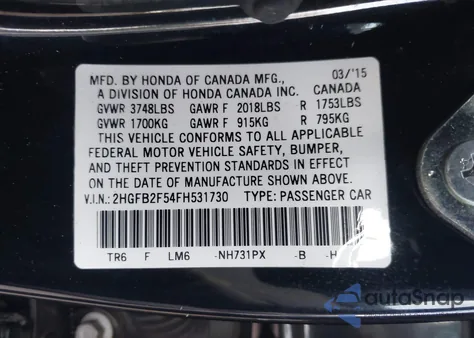 MFD. BY HONDA OF CANADA MFG., 03/'15
A DIVISION OF HONDA CANADA INC. CANADA
GVWR 3748LBS GAWR F 2018LBS R 1753LBS
GVWR 1700KG GAWR F 915KG R 795KG
THIS VEHICLE CONFORMS TO ALL APPLICABLE
FEDERAL MOTOR VEHICLE SAFETY, BUMPER,
AND THEFT PREVENTION STANDARDS IN EFFECT
ON THE DATE OF MANUFACTURE SHOWN ABOVE.
V.I.N.: 2HGFB2F54FH531730 TYPE: PASSENGER CAR
TR6 F LM6 -NH731PX -B -H
autoSnap